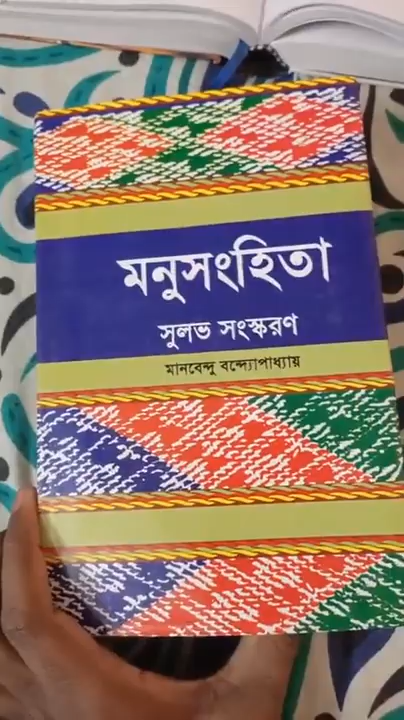 মনুসংহিতা
সুলভ সংস্করণ
মানবেন্দু বন্দ্যোপাধ্যায়